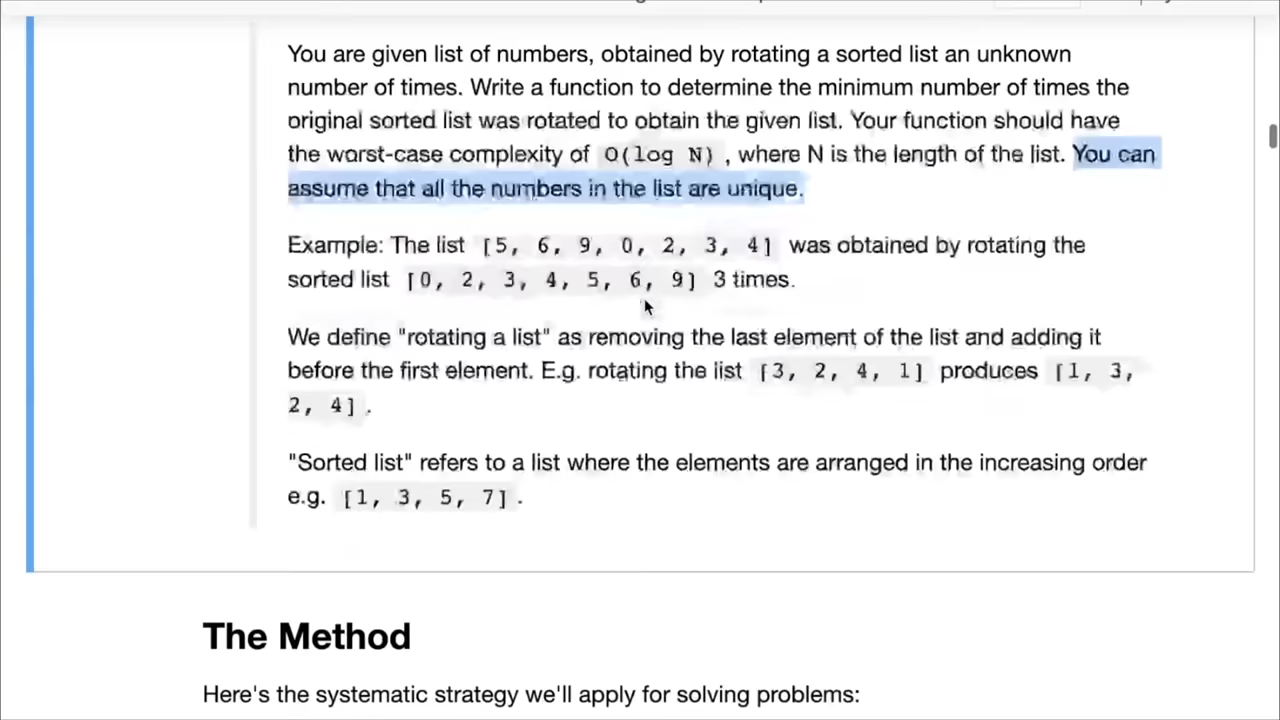 You are given list of numbers, obtained by rotating a sorted list an unknown
number of times. Write a function to determine the minimum number of times the
original sorted list was rotated to obtain the given list. Your function should have
the worst-case complexity of O(log N) , where N is the length of the list. You can
assume that all the numbers in the list are unique.
Example: The list [5, 6, 9, 0, 2, 3, 4] was obtained by rotating the
sorted list [0, 2, 3, 4, 5, 6, 9] 3 times.
We define "rotating a list" as removing the last element of the list and adding it
before the first element. E.g. rotating the list [3, 2, 4, 1] produces [1, 3,
2, 4] .
"Sorted list" refers to a list where the elements are arranged in the increasing order
e.g. [1, 3, 5, 7] .
The Method
Here's the systematic strategy we'll apply for solving problems: